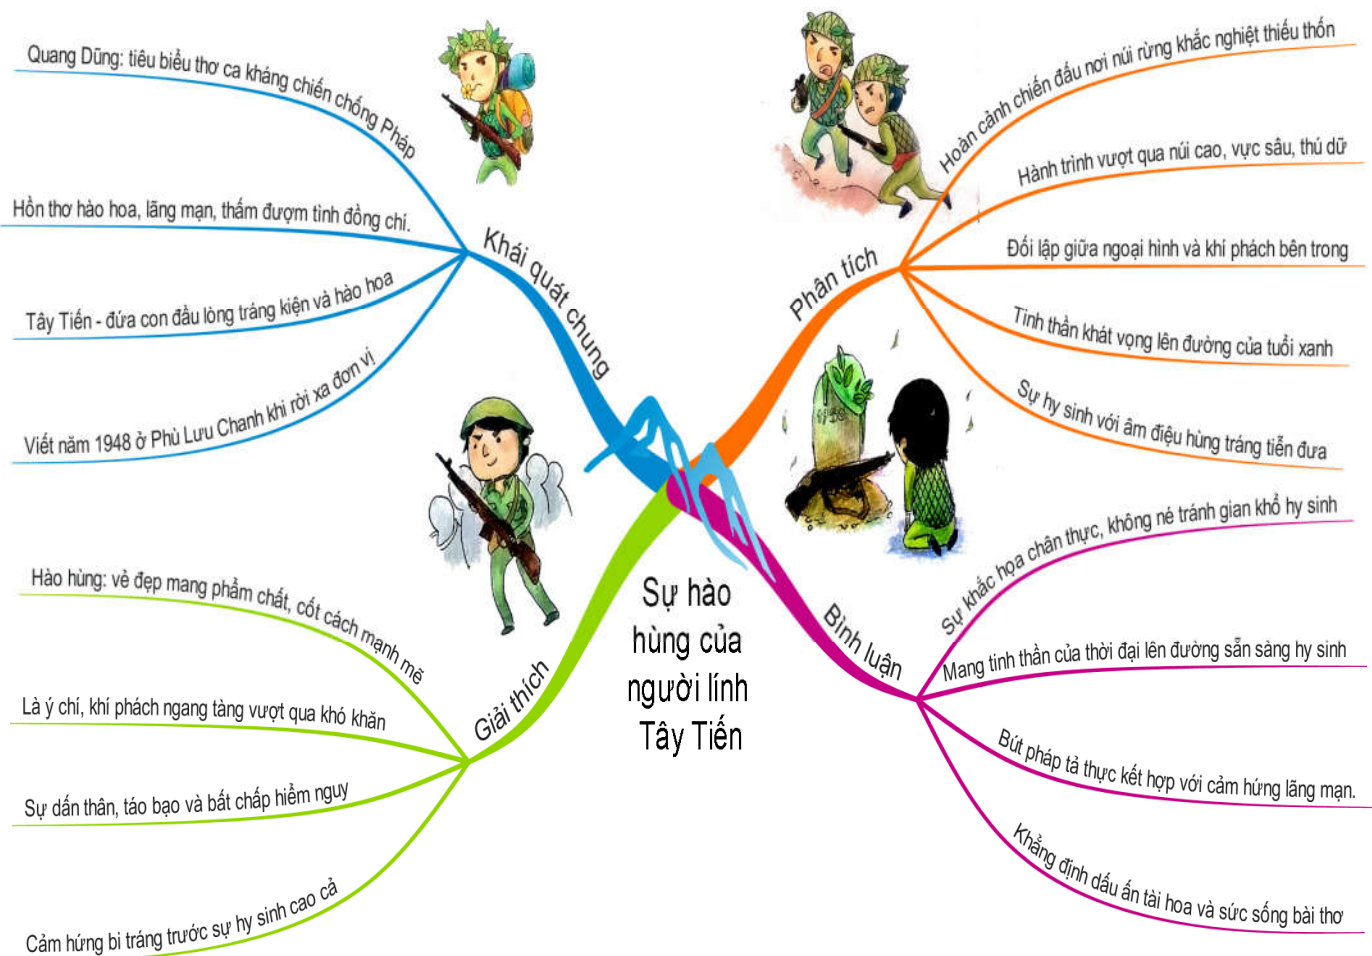 Sự hào
hùng của
người lính
Tây Tiến
Khái quát chung
Quang Dũng: tiêu biểu thơ ca kháng chiến chống Pháp
Hồn thơ hào hoa, lãng mạn, thấm đượm tình đồng chí.
Tây Tiến - đứa con đầu lòng tráng kiện và hào hoa
Viết năm 1948 ở Phù Lưu Chanh khi rời xa đơn vị
Phân tích
Hoàn cảnh chiến đấu nơi núi rừng khắc nghiệt thiếu thốn
Hành trình vượt qua núi cao, vực sâu, thú dữ
Đối lập giữa ngoại hình và khí phách bên trong
Tinh thần khát vọng lên đường của tuổi xanh
Sự hy sinh với âm điệu hùng tráng tiễn đưa
Giải thích
Hào hùng: vẻ đẹp mang phẩm chất, cốt cách mạnh mẽ
Là ý chí, khí phách ngang tàng vượt qua khó khăn
Sự dấn thân, táo bạo và bất chấp hiểm nguy
Cảm hứng bi tráng trước sự hy sinh cao cả
Bình luận
Sự khắc họa chân thực, không né tránh gian khổ hy sinh
Mang tinh thần của thời đại lên đường sẵn sàng hy sinh
Bút pháp tả thực kết hợp với cảm hứng lãng mạn.
Khẳng định dấu ấn tài hoa và sức sống bài thơ